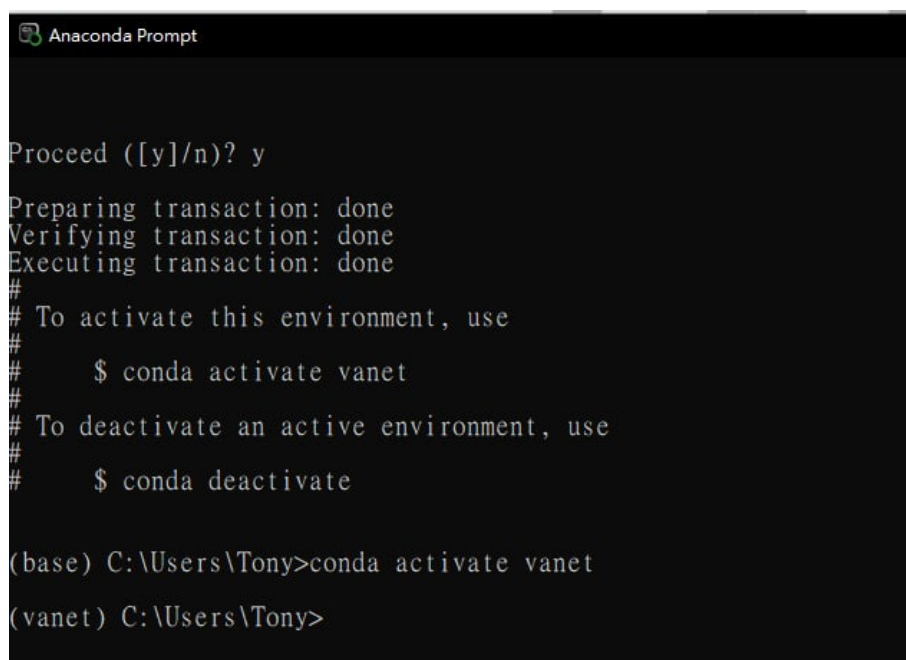 Anaconda Prompt
Proceed ([y]/n)? y
Preparing transaction: done
Verifying transaction: done
Executing transaction: done
#
# To activate this environment, use
#
#     $ conda activate vanet
#
# To deactivate an active environment, use
#
#     $ conda deactivate
(base) C:\Users\Tony>conda activate vanet
(vanet) C:\Users\Tony>